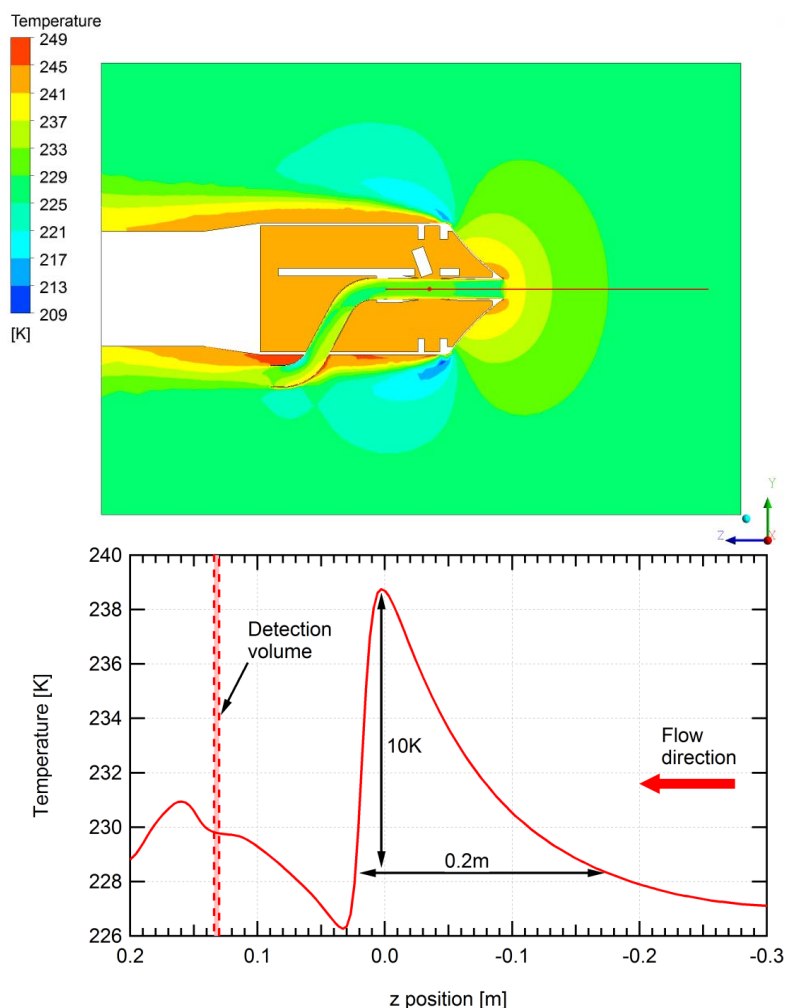 Temperature
249
245
241
237
233
229
225
221
217
213
209
[K]
Y
Z
X
240
238
236
234
232
230
228
226
Temperature [K]
Detection
volume
10K
0.2m
Flow
direction
0.2
0.1
0.0
-0.1
-0.2
-0.3
z position [m]